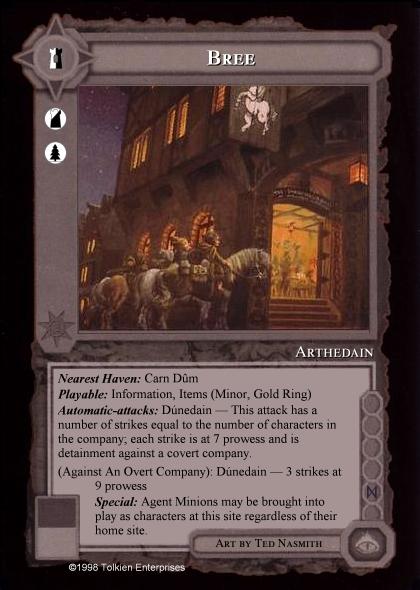 BREE
ARTHEDAIN
Nearest Haven: Carn Dûm
Playable: Information, Items (Minor, Gold Ring)
Automatic-attacks: Dúnedain — This attack has a
number of strikes equal to the number of characters in
the company; each strike is at 7 prowess and is
detainment against a covert company.
(Against An Overt Company): Dúnedain — 3 strikes at
9 prowess
Special: Agent Minions may be brought into
play as characters at this site regardless of their
home site.
ART BY TED NASMITH
©1998 Tolkien Enterprises